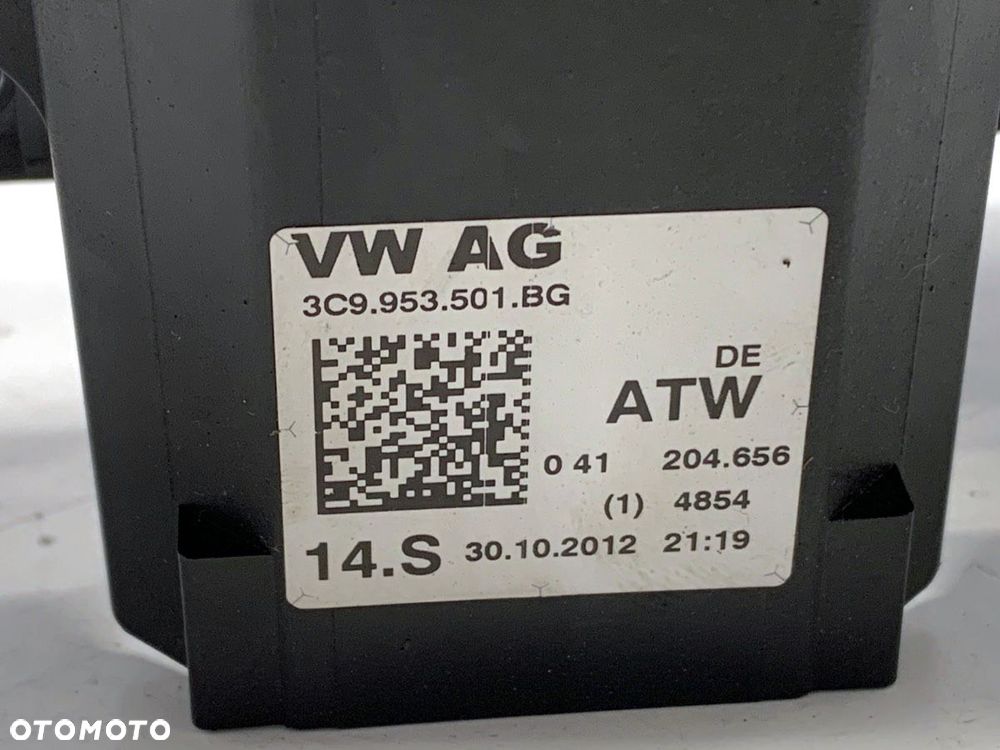 VW AG
3C9.953.501.BG
DE
ATW
0 41 204.656
(1) 4854
14.S 30.10.2012 21:19
OTOMOTO